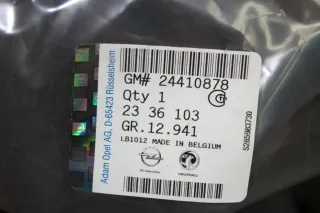 GM# 24410878
Qty 1
23 36 103
GR.12.941
LB1012 MADE IN BELGIUM
Adam Opel AG, D-65423 Rüsselsheim
5265983730